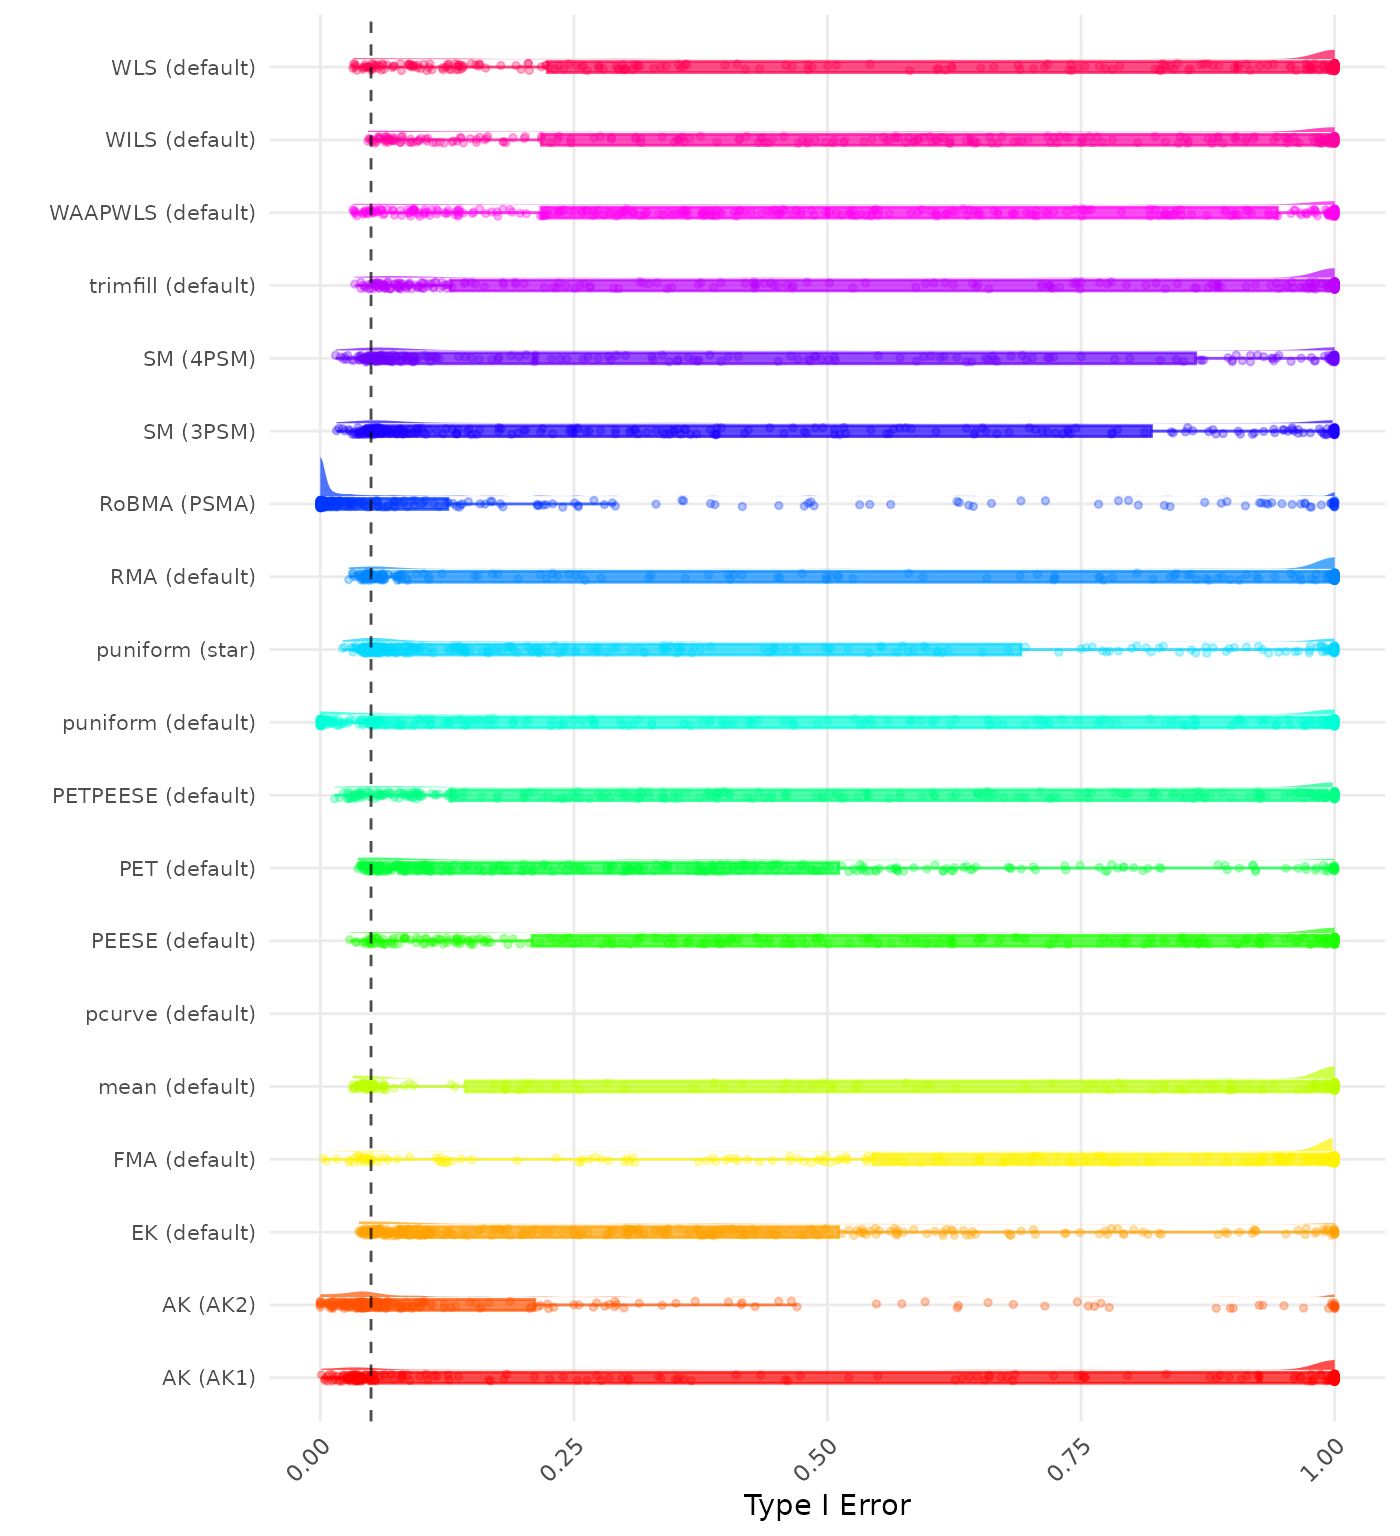 WLS (default)
WILS (default)
WAAPWLS (default)
trimfill (default)
SM (4PSM)
SM (3PSM)
RoBMA (PSMA)
RMA (default)
puniform (star)
puniform (default)
PETPEESE (default)
PET (default)
PEESE (default)
pcurve (default)
mean (default)
FMA (default)
EK (default)
AK (AK2)
AK (AK1)
0.00 0.25 0.50 0.75 1.00
Type I Error